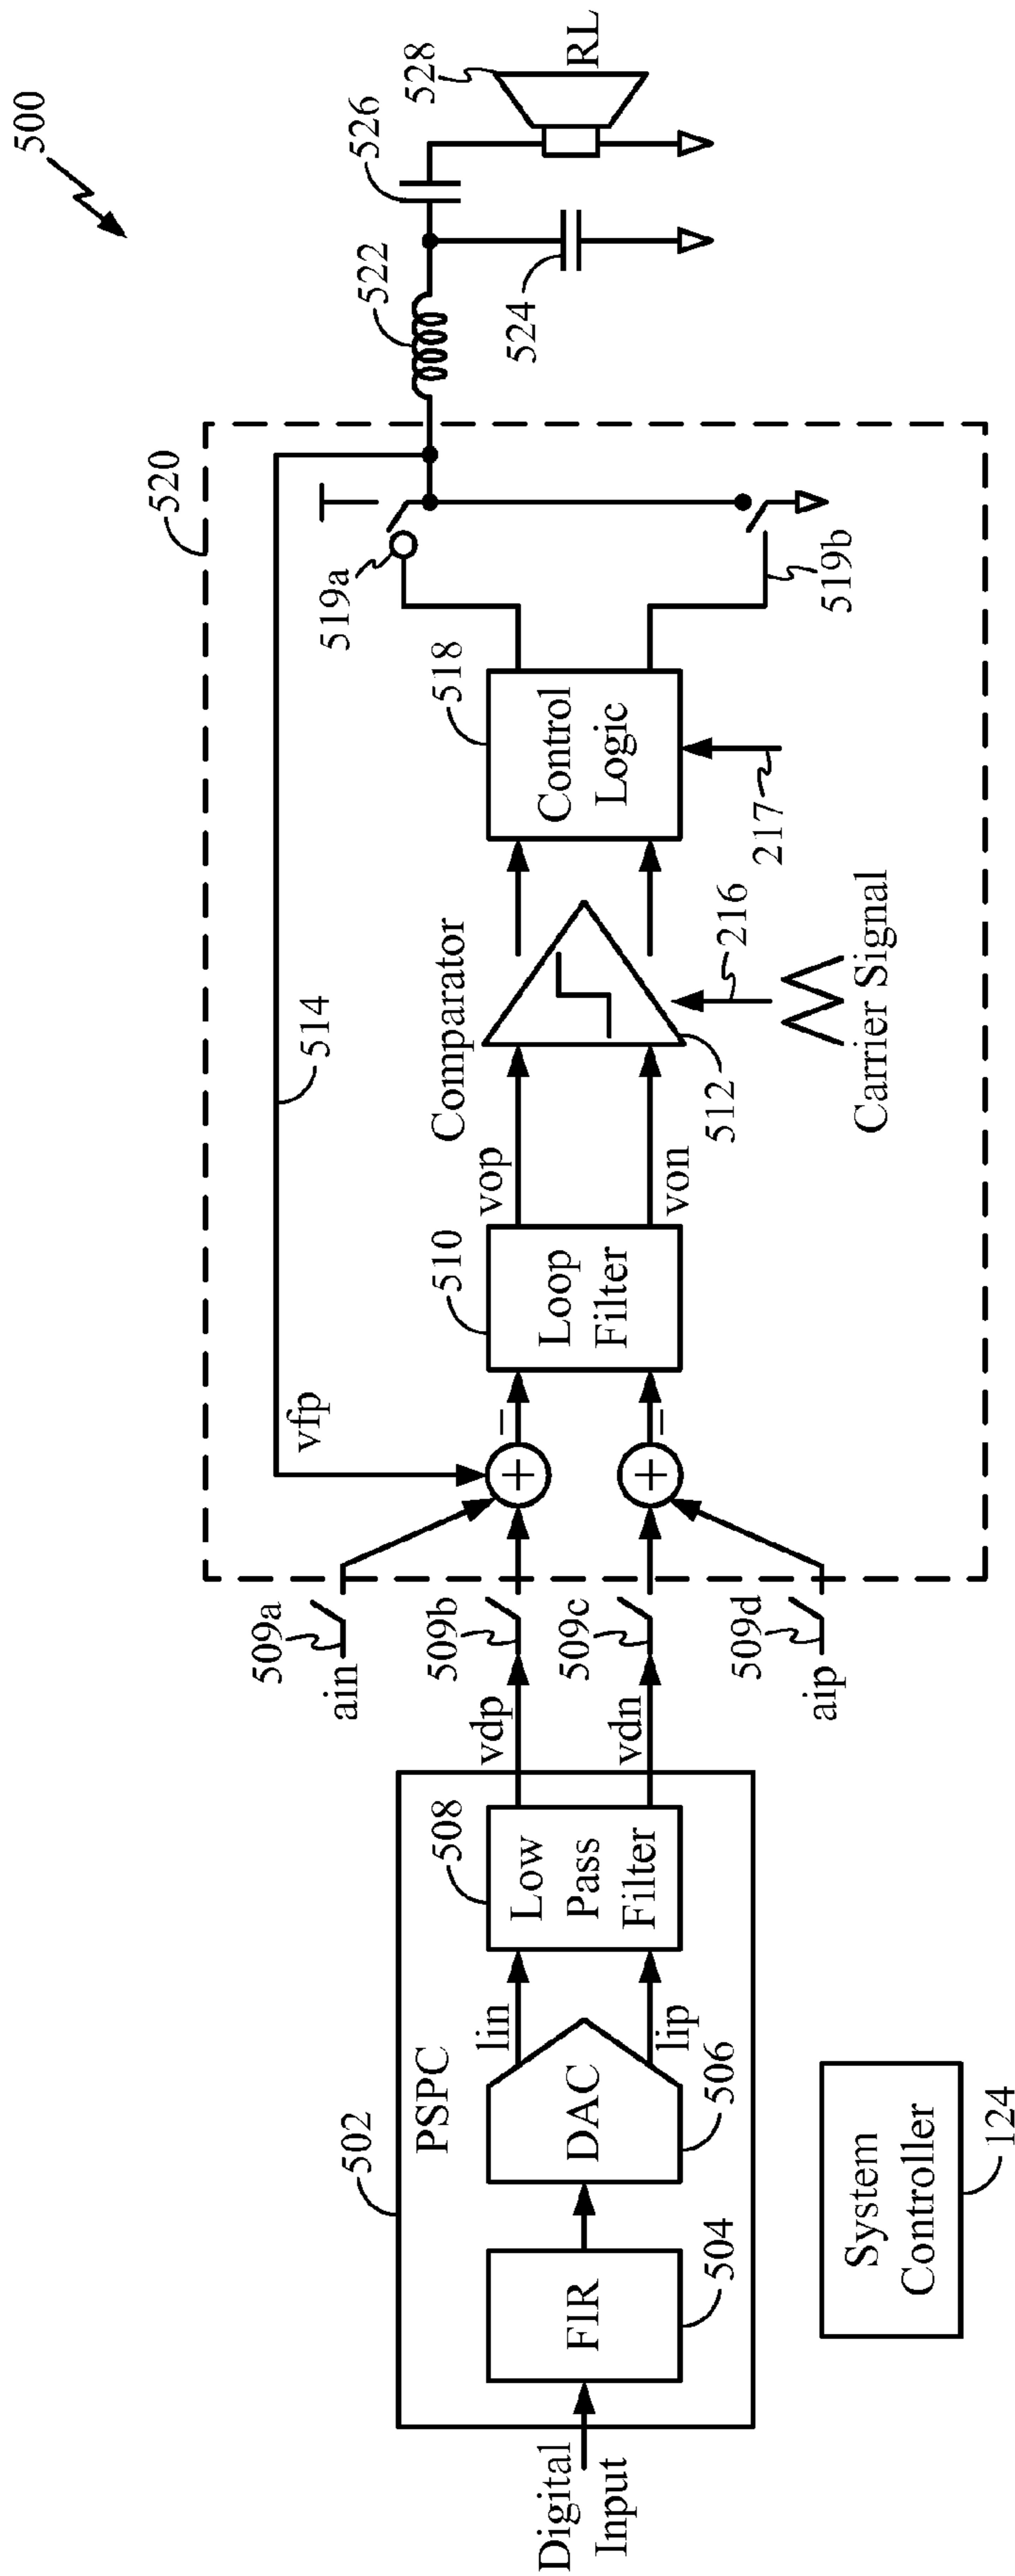 500
Digital
Input
502
PSPC
FIR
504
DAC
506
lin
lip
508
Low
Pass
Filter
vdp
vdn
509a
ain
509b
509c
509d
aip
System
Controller
124
520
vfp
514
510
Loop
Filter
vop
von
Comparator
512
216
Carrier Signal
518
Control
Logic
217
519a
519b
522
524
526
528
RL